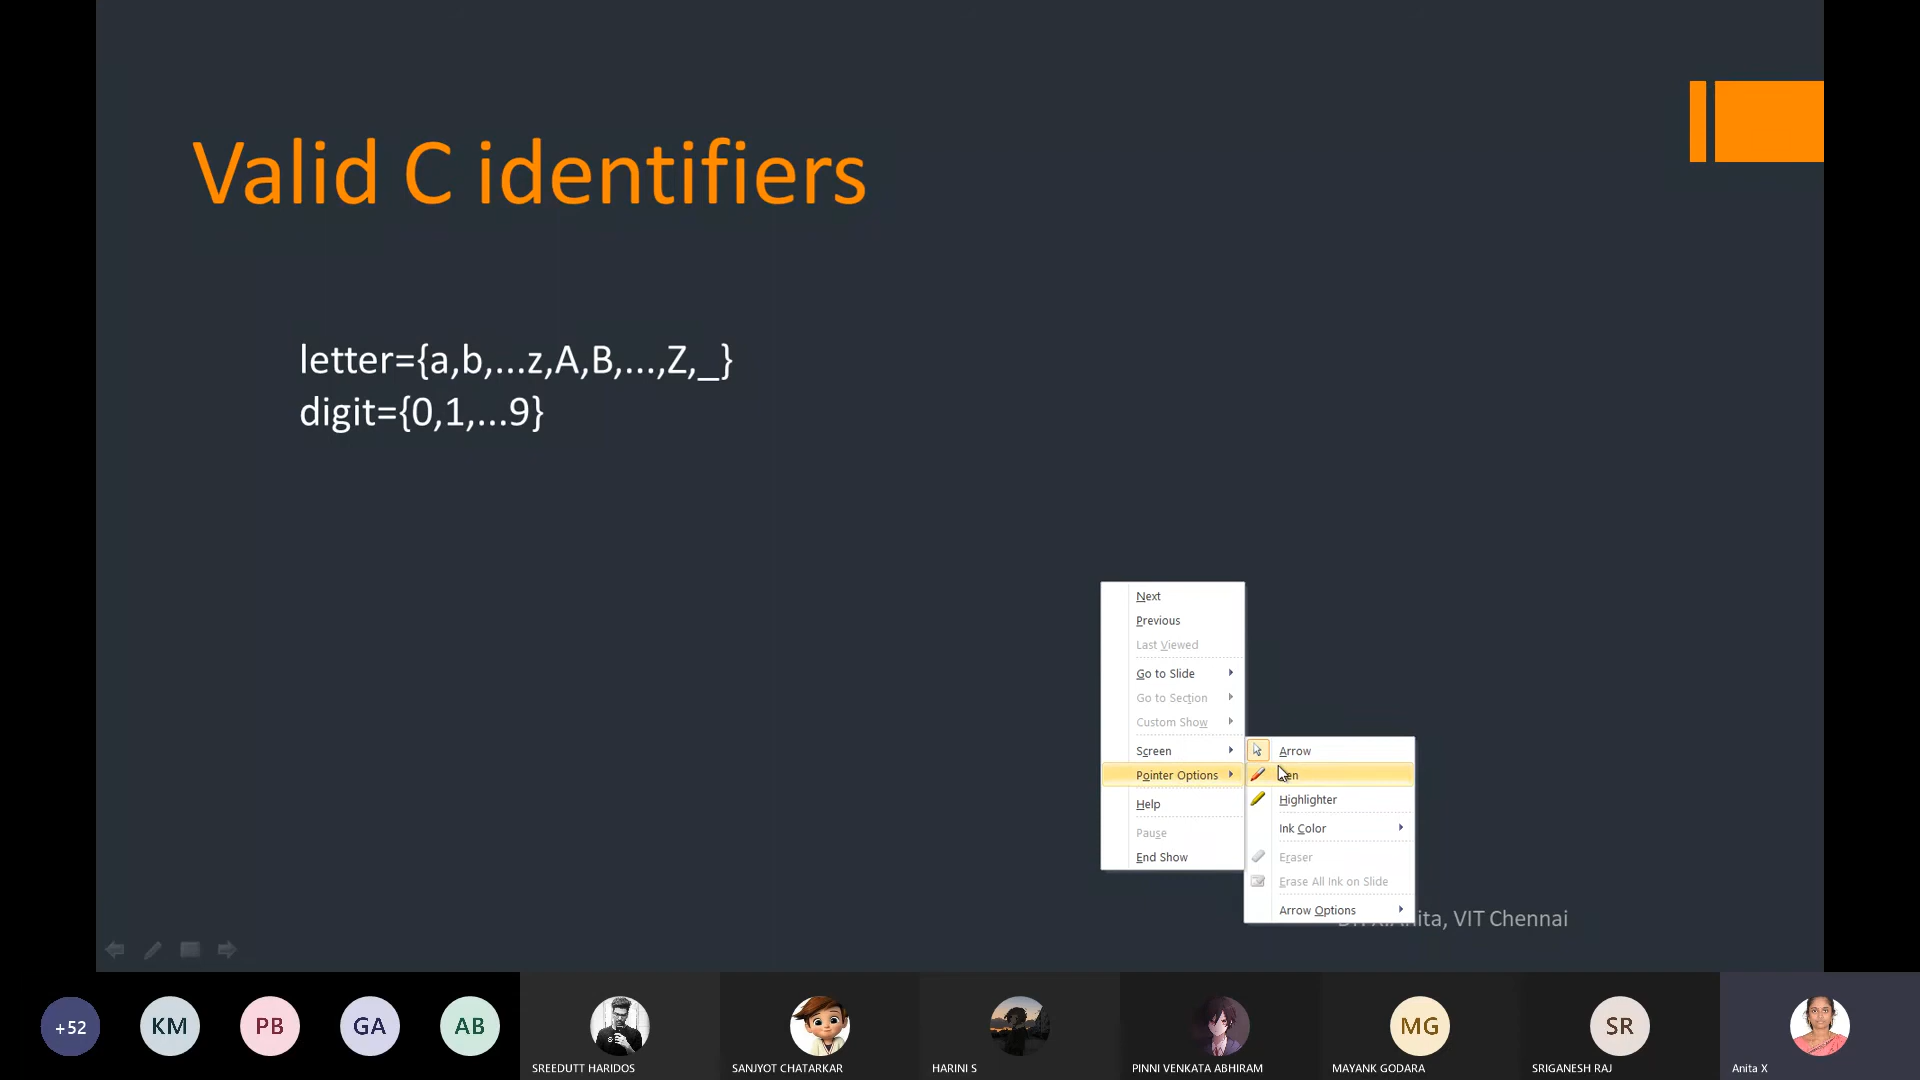 Valid C identifiers
letter={a,b,...z,A,B,...,Z,_}
digit={0,1,...9}
Next
Previous
Last Viewed
Go to Slide
Go to Section
Custom Show
Screen
Pointer Options
Help
Pause
End Show
Arrow
Highlighter
Ink Color
Eraser
Erase All Ink on Slide
Arrow Options
VIT Chennai
+52
KM
PB
GA
AB
MG
SR
SREEDUTT HARIDOS
SANJYOT CHATARKAR
HARINI S
PINNI VENKATA ABHIRAM
MAYANK GODARA
SRIGANESH RAJ
Anita X